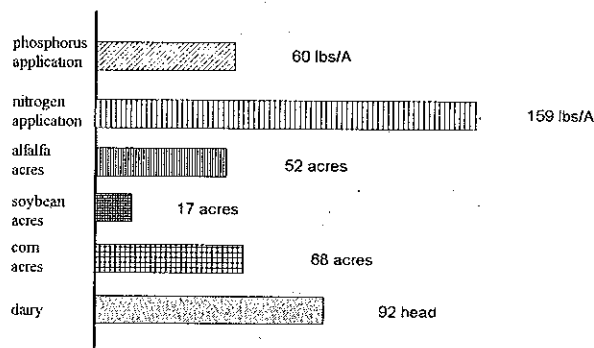 phosphorus
application
60 lbs/A
nitrogen
application
159 lbs/A
alfalfa
acres
52 acres
soybean
acres
17 acres
corn
acres
68 acres
dairy
92 head